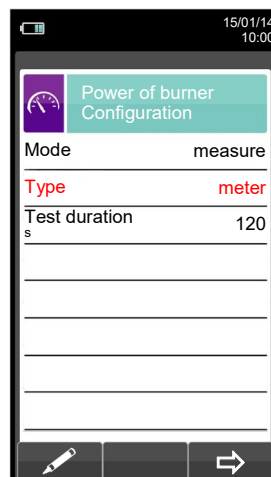 15/01/14
10:00
Power of burner
Configuration
Mode measure
Type meter
Test duration 120
s